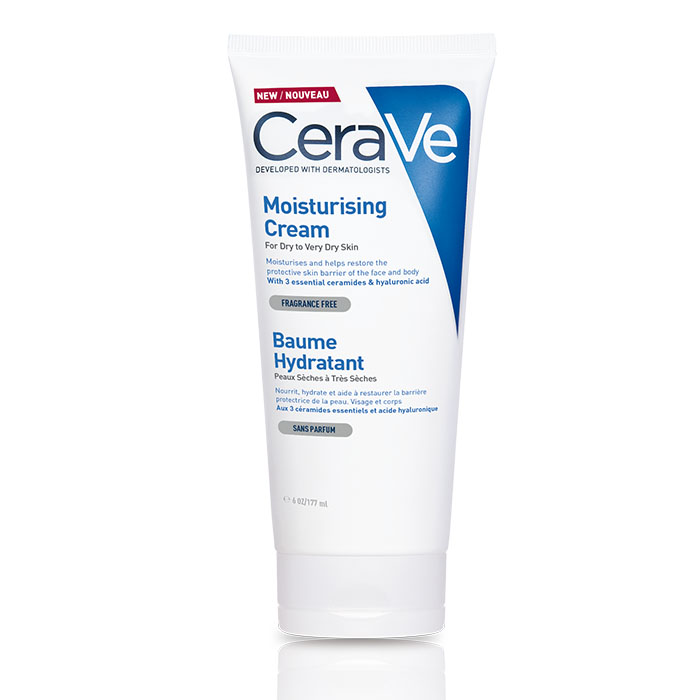 NEW / NOUVEAU
CeraVe
DEVELOPED WITH DERMATOLOGISTS
Moisturising
Cream
For Dry to Very Dry Skin
Moisturises and helps restore the
protective skin barrier of the face and body
With 3 essential ceramides & hyaluronic acid
FRAGRANCE FREE
Baume
Hydratant
Peaux Sèches à Très Sèches
Nourrit, hydrate et aide à restaurer la barrière
protectrice de la peau. Visage et corps
Aux 3 céramides essentiels et acide hyaluronique
SANS PARFUM
℮ 6 OZ/177 ml